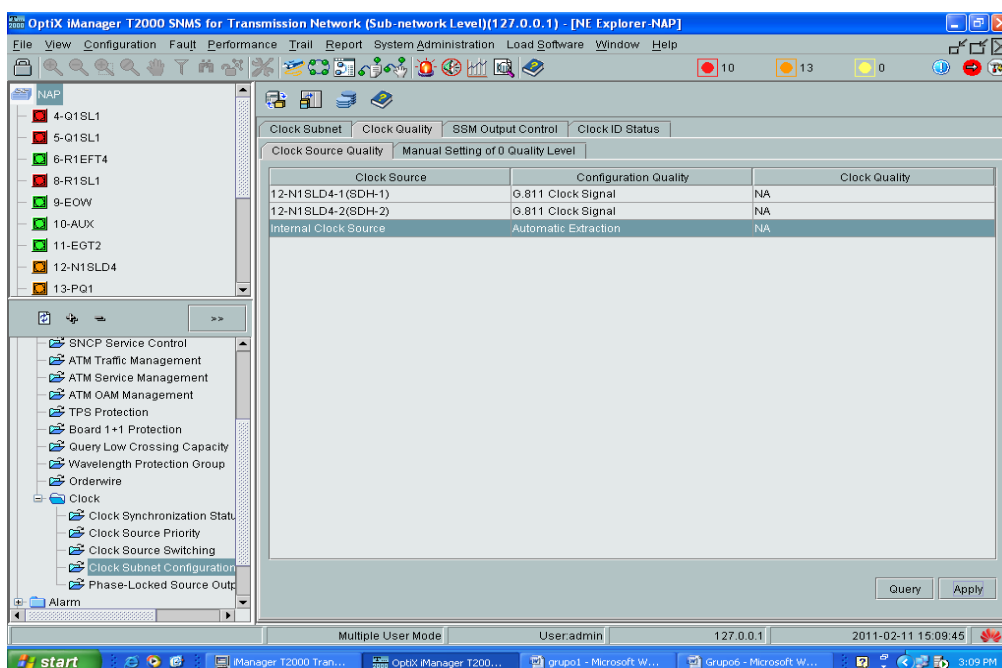 OptiX iManager T2000 SNMS for Transmission Network (Sub-network Level)(127.0.0.1) - [NE Explorer-NAP]
File View Configuration Fault Performance Trail Report System Administration Load Software Window Help
10 13 0
NAP
4-Q1SL1
5-Q1SL1
6-R1EFT4
8-R1SL1
9-EOW
10-AUX
11-EGT2
12-N1SLD4
13-PQ1
>>
SNCP Service Control
ATM Traffic Management
ATM Service Management
ATM OAM Management
TPS Protection
Board 1+1 Protection
Query Low Crossing Capacity
Wavelength Protection Group
Orderwire
Clock
Clock Synchronization Statu
Clock Source Priority
Clock Source Switching
Clock Subnet Configuration
Phase-Locked Source Outp
Alarm
Clock Subnet Clock Quality SSM Output Control Clock ID Status
Clock Source Quality Manual Setting of 0 Quality Level
Clock Source Configuration Quality Clock Quality
12-N1SLD4-1(SDH-1) G.811 Clock Signal NA
12-N1SLD4-2(SDH-2) G.811 Clock Signal NA
Internal Clock Source Automatic Extraction NA
Query Apply
Multiple User Mode User:admin 127.0.0.1 2011-02-11 15:09:45
start iManager T2000 Tran... OptiX iManager T200... grupo1 - Microsoft W... Grupo6 - Microsoft W... 3:09 PM